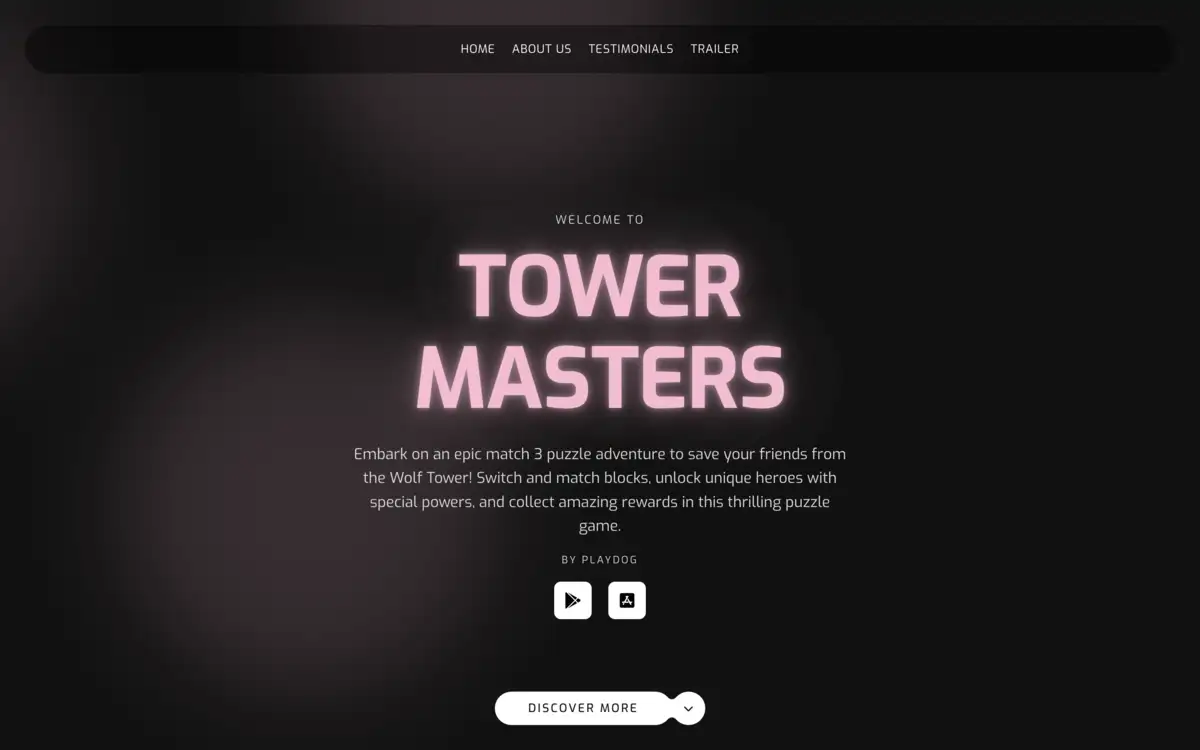 HOME ABOUT US TESTIMONIALS TRAILER
WELCOME TO
TOWER
MASTERS
Embark on an epic match 3 puzzle adventure to save your friends from
the Wolf Tower! Switch and match blocks, unlock unique heroes with
special powers, and collect amazing rewards in this thrilling puzzle
game.
BY PLAYDOG
DISCOVER MORE